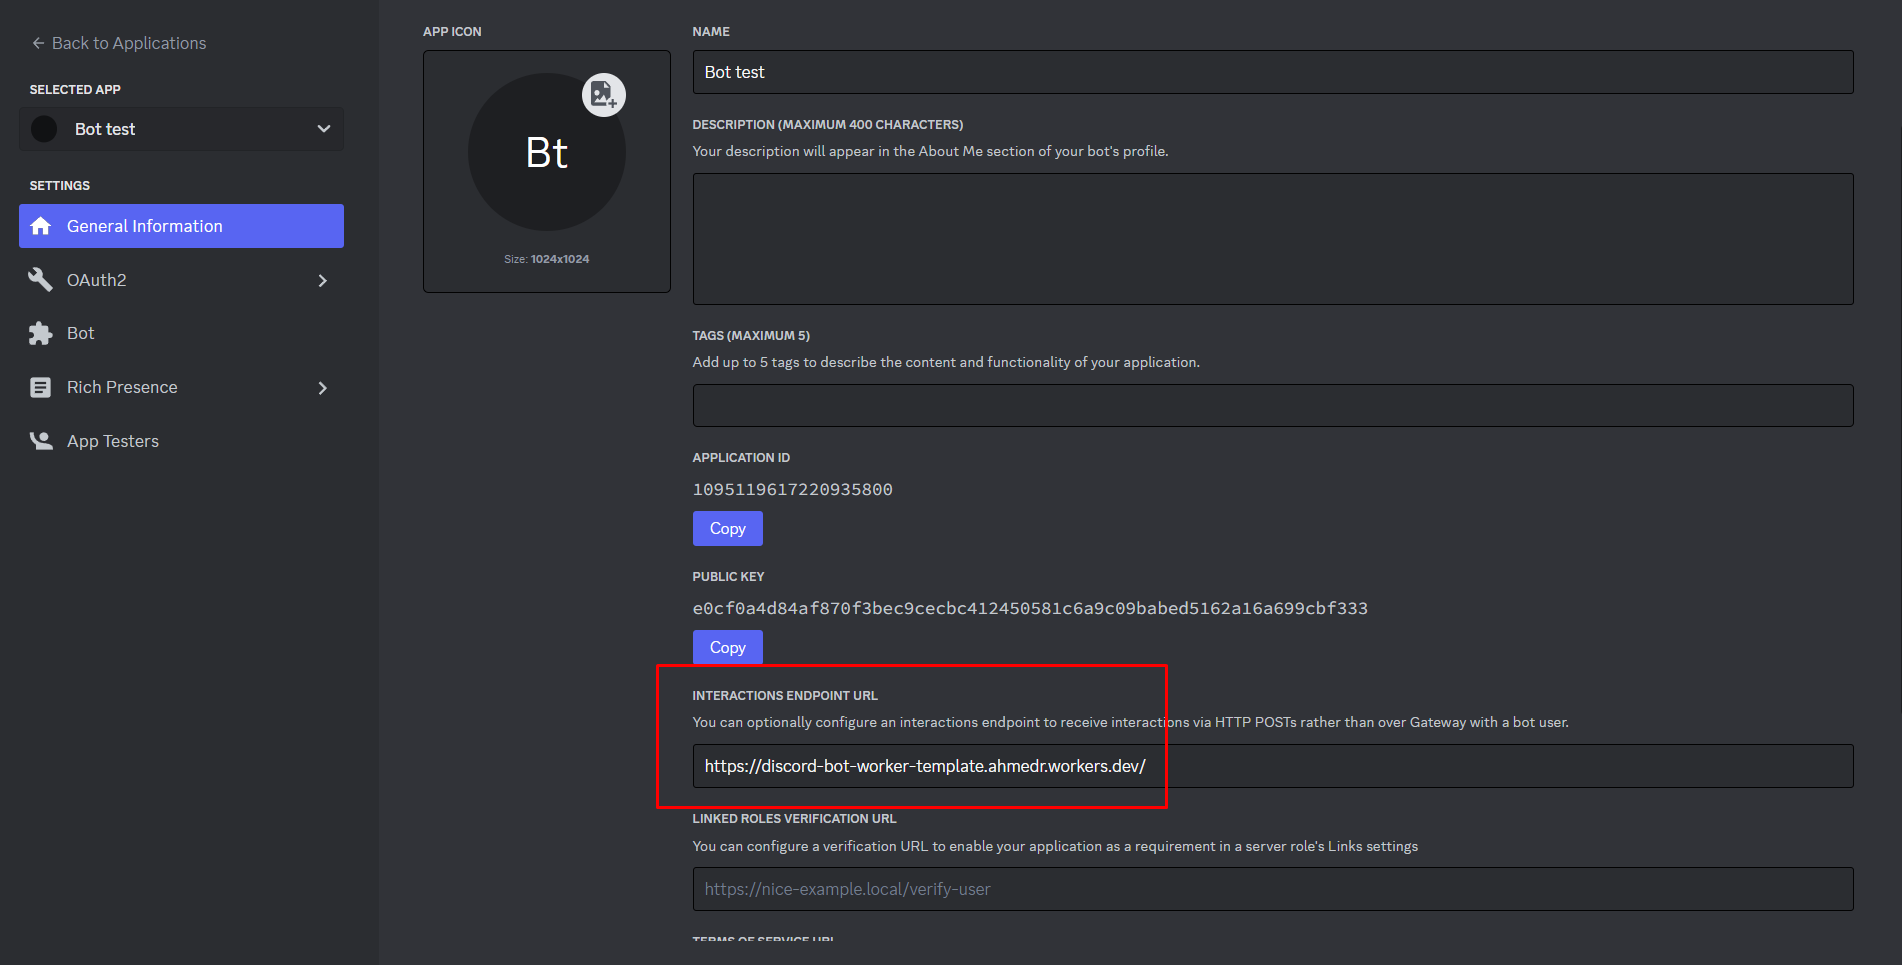 Back to Applications
SELECTED APP
Bot test
SETTINGS
General Information
OAuth2
Bot
Rich Presence
App Testers
APP ICON
Bt
Size: 1024x1024
NAME
Bot test
DESCRIPTION (MAXIMUM 400 CHARACTERS)
Your description will appear in the About Me section of your bot's profile.
TAGS (MAXIMUM 5)
Add up to 5 tags to describe the content and functionality of your application.
APPLICATION ID
1095119617220935800
Copy
PUBLIC KEY
e0cf0a4d84af870f3bec9cecbc412450581c6a9c09babed5162a16a699cbf333
Copy
INTERACTIONS ENDPOINT URL
You can optionally configure an interactions endpoint to receive interactions via HTTP POSTs rather than over Gateway with a bot user.
https://discord-bot-worker-template.ahmedr.workers.dev/
LINKED ROLES VERIFICATION URL
You can configure a verification URL to enable your application as a requirement in a server role's Links settings
https://nice-example.local/verify-user
TERMS OF SERVICE URL